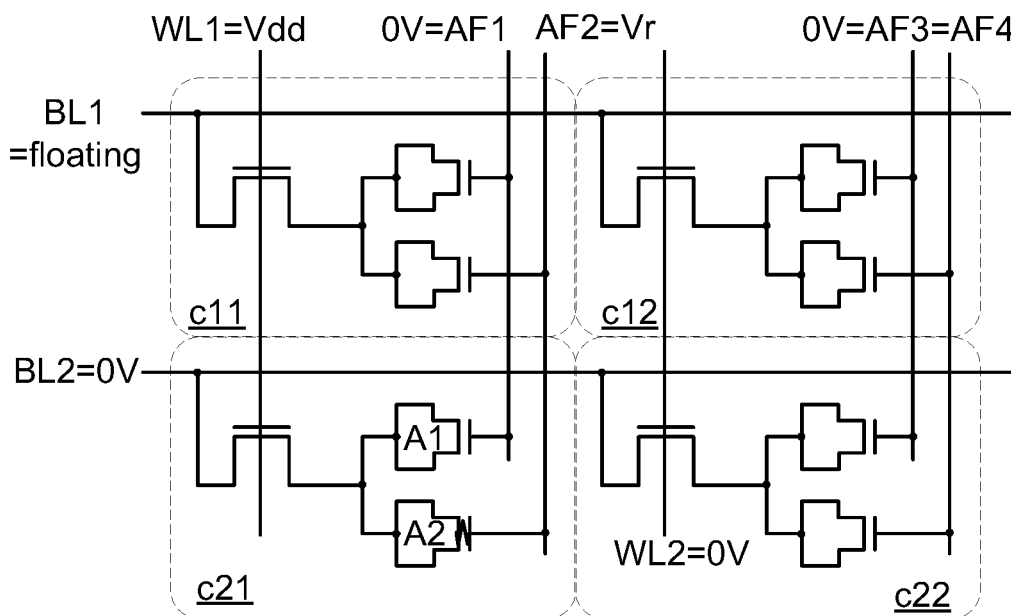 WL1=Vdd
0V=AF1
AF2=Vr
0V=AF3=AF4
BL1
=floating
c11
c12
BL2=0V
A1
A2
WL2=0V
c21
c22